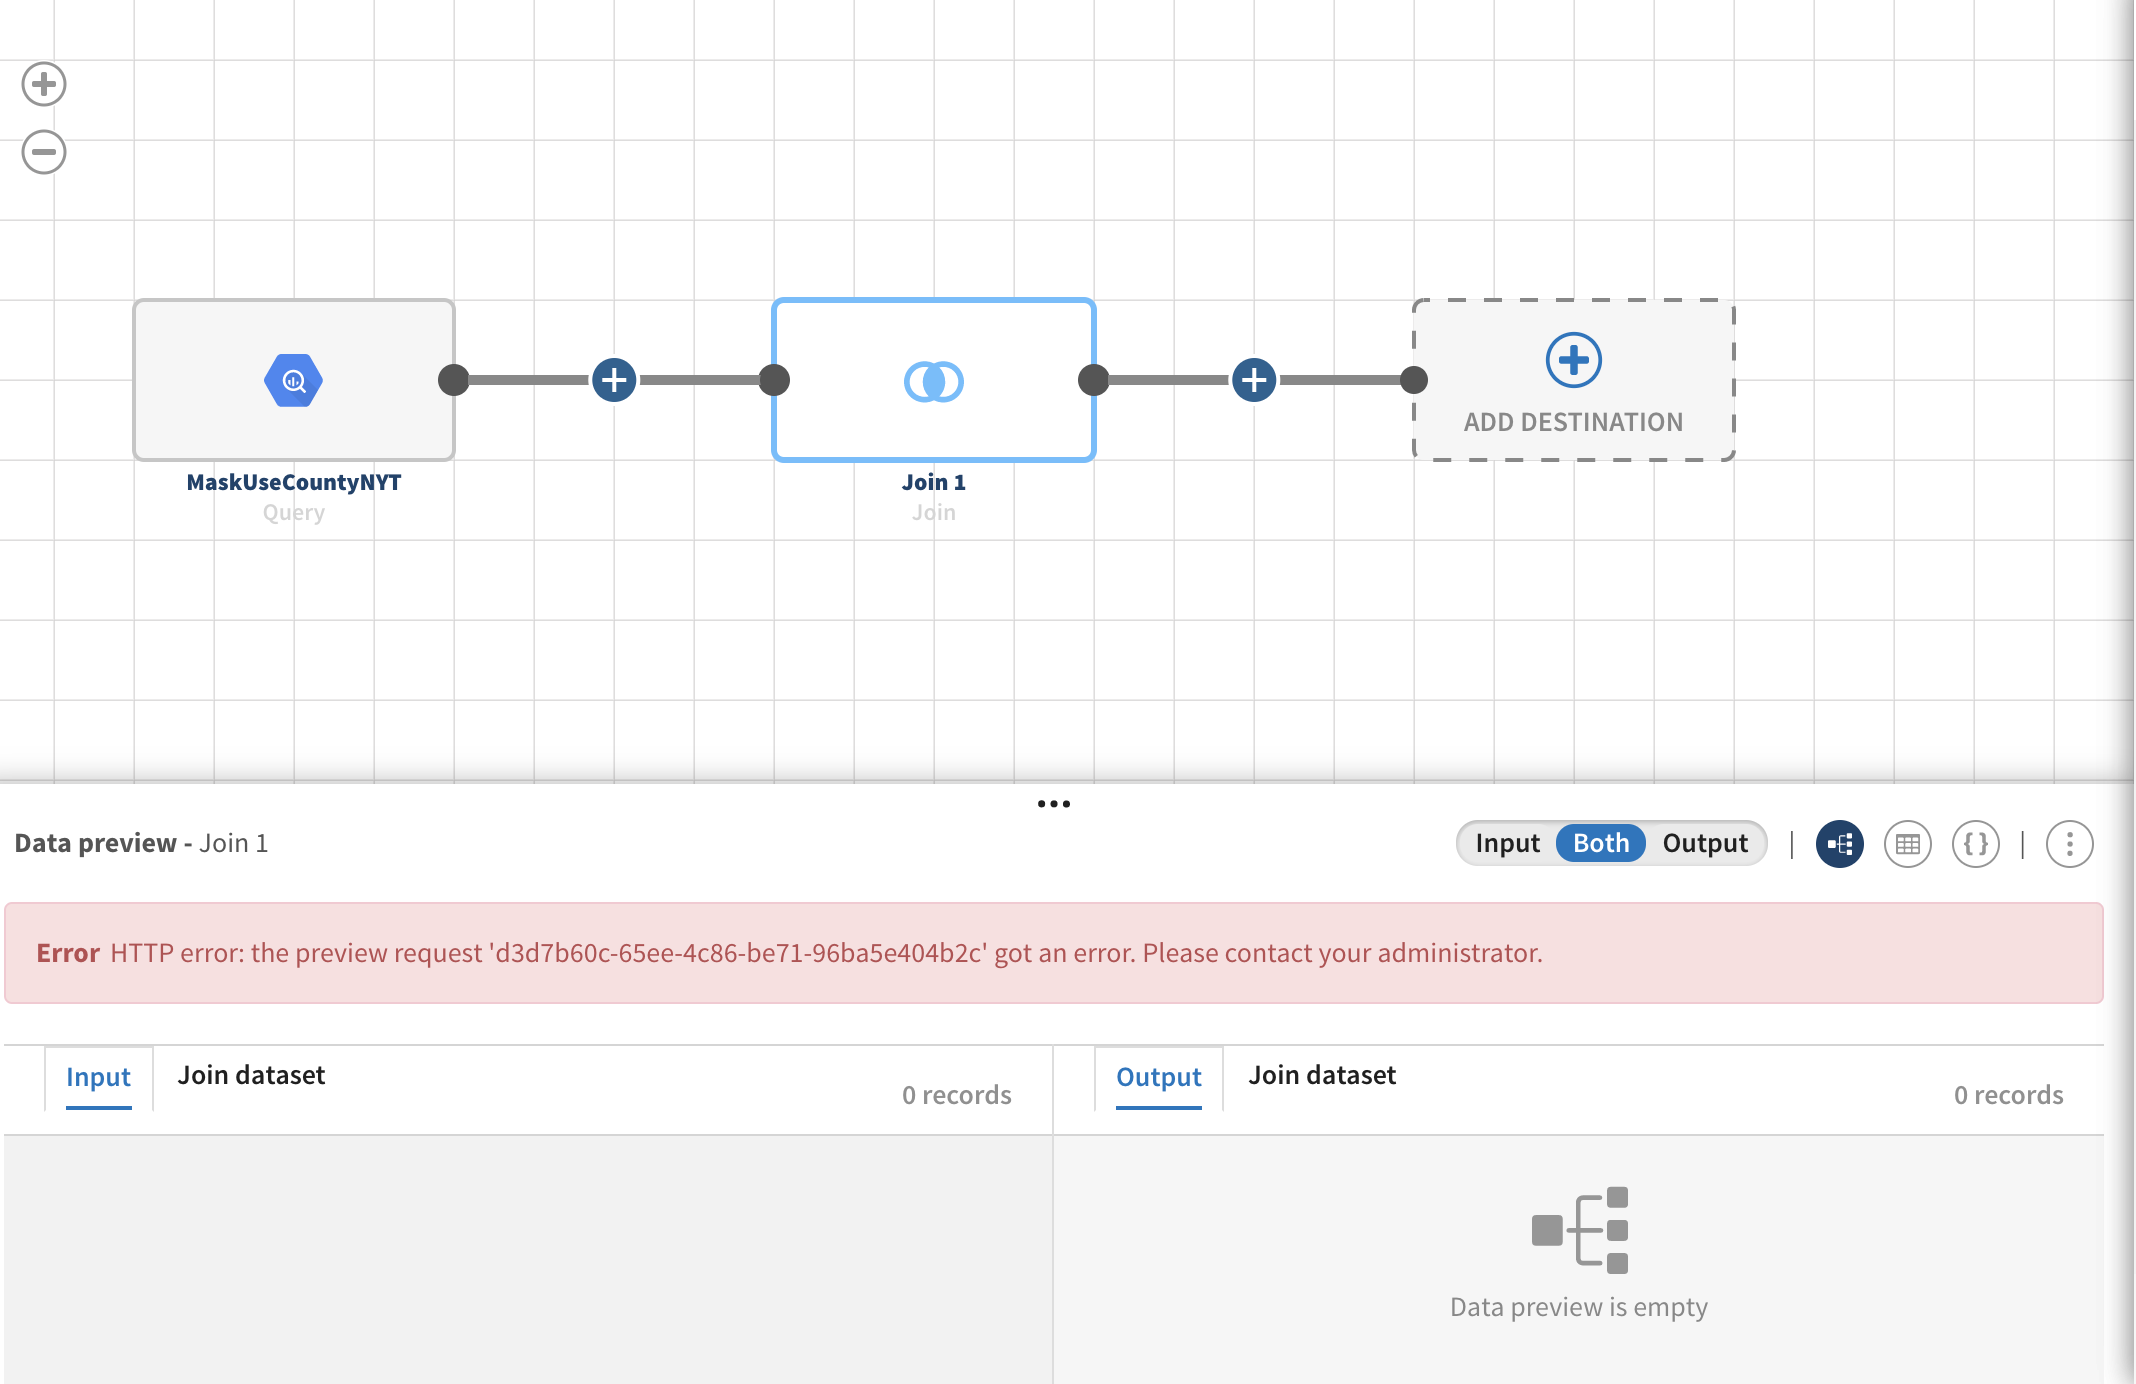 ADD DESTINATION
MaskUseCountyNYT
Query
Join 1
Join
Data preview - Join 1
Input Both Output
Error HTTP error: the preview request 'd3d7b60c-65ee-4c86-be71-96ba5e404b2c' got an error. Please contact your administrator.
Input Join dataset 0 records
Output Join dataset 0 records
Data preview is empty